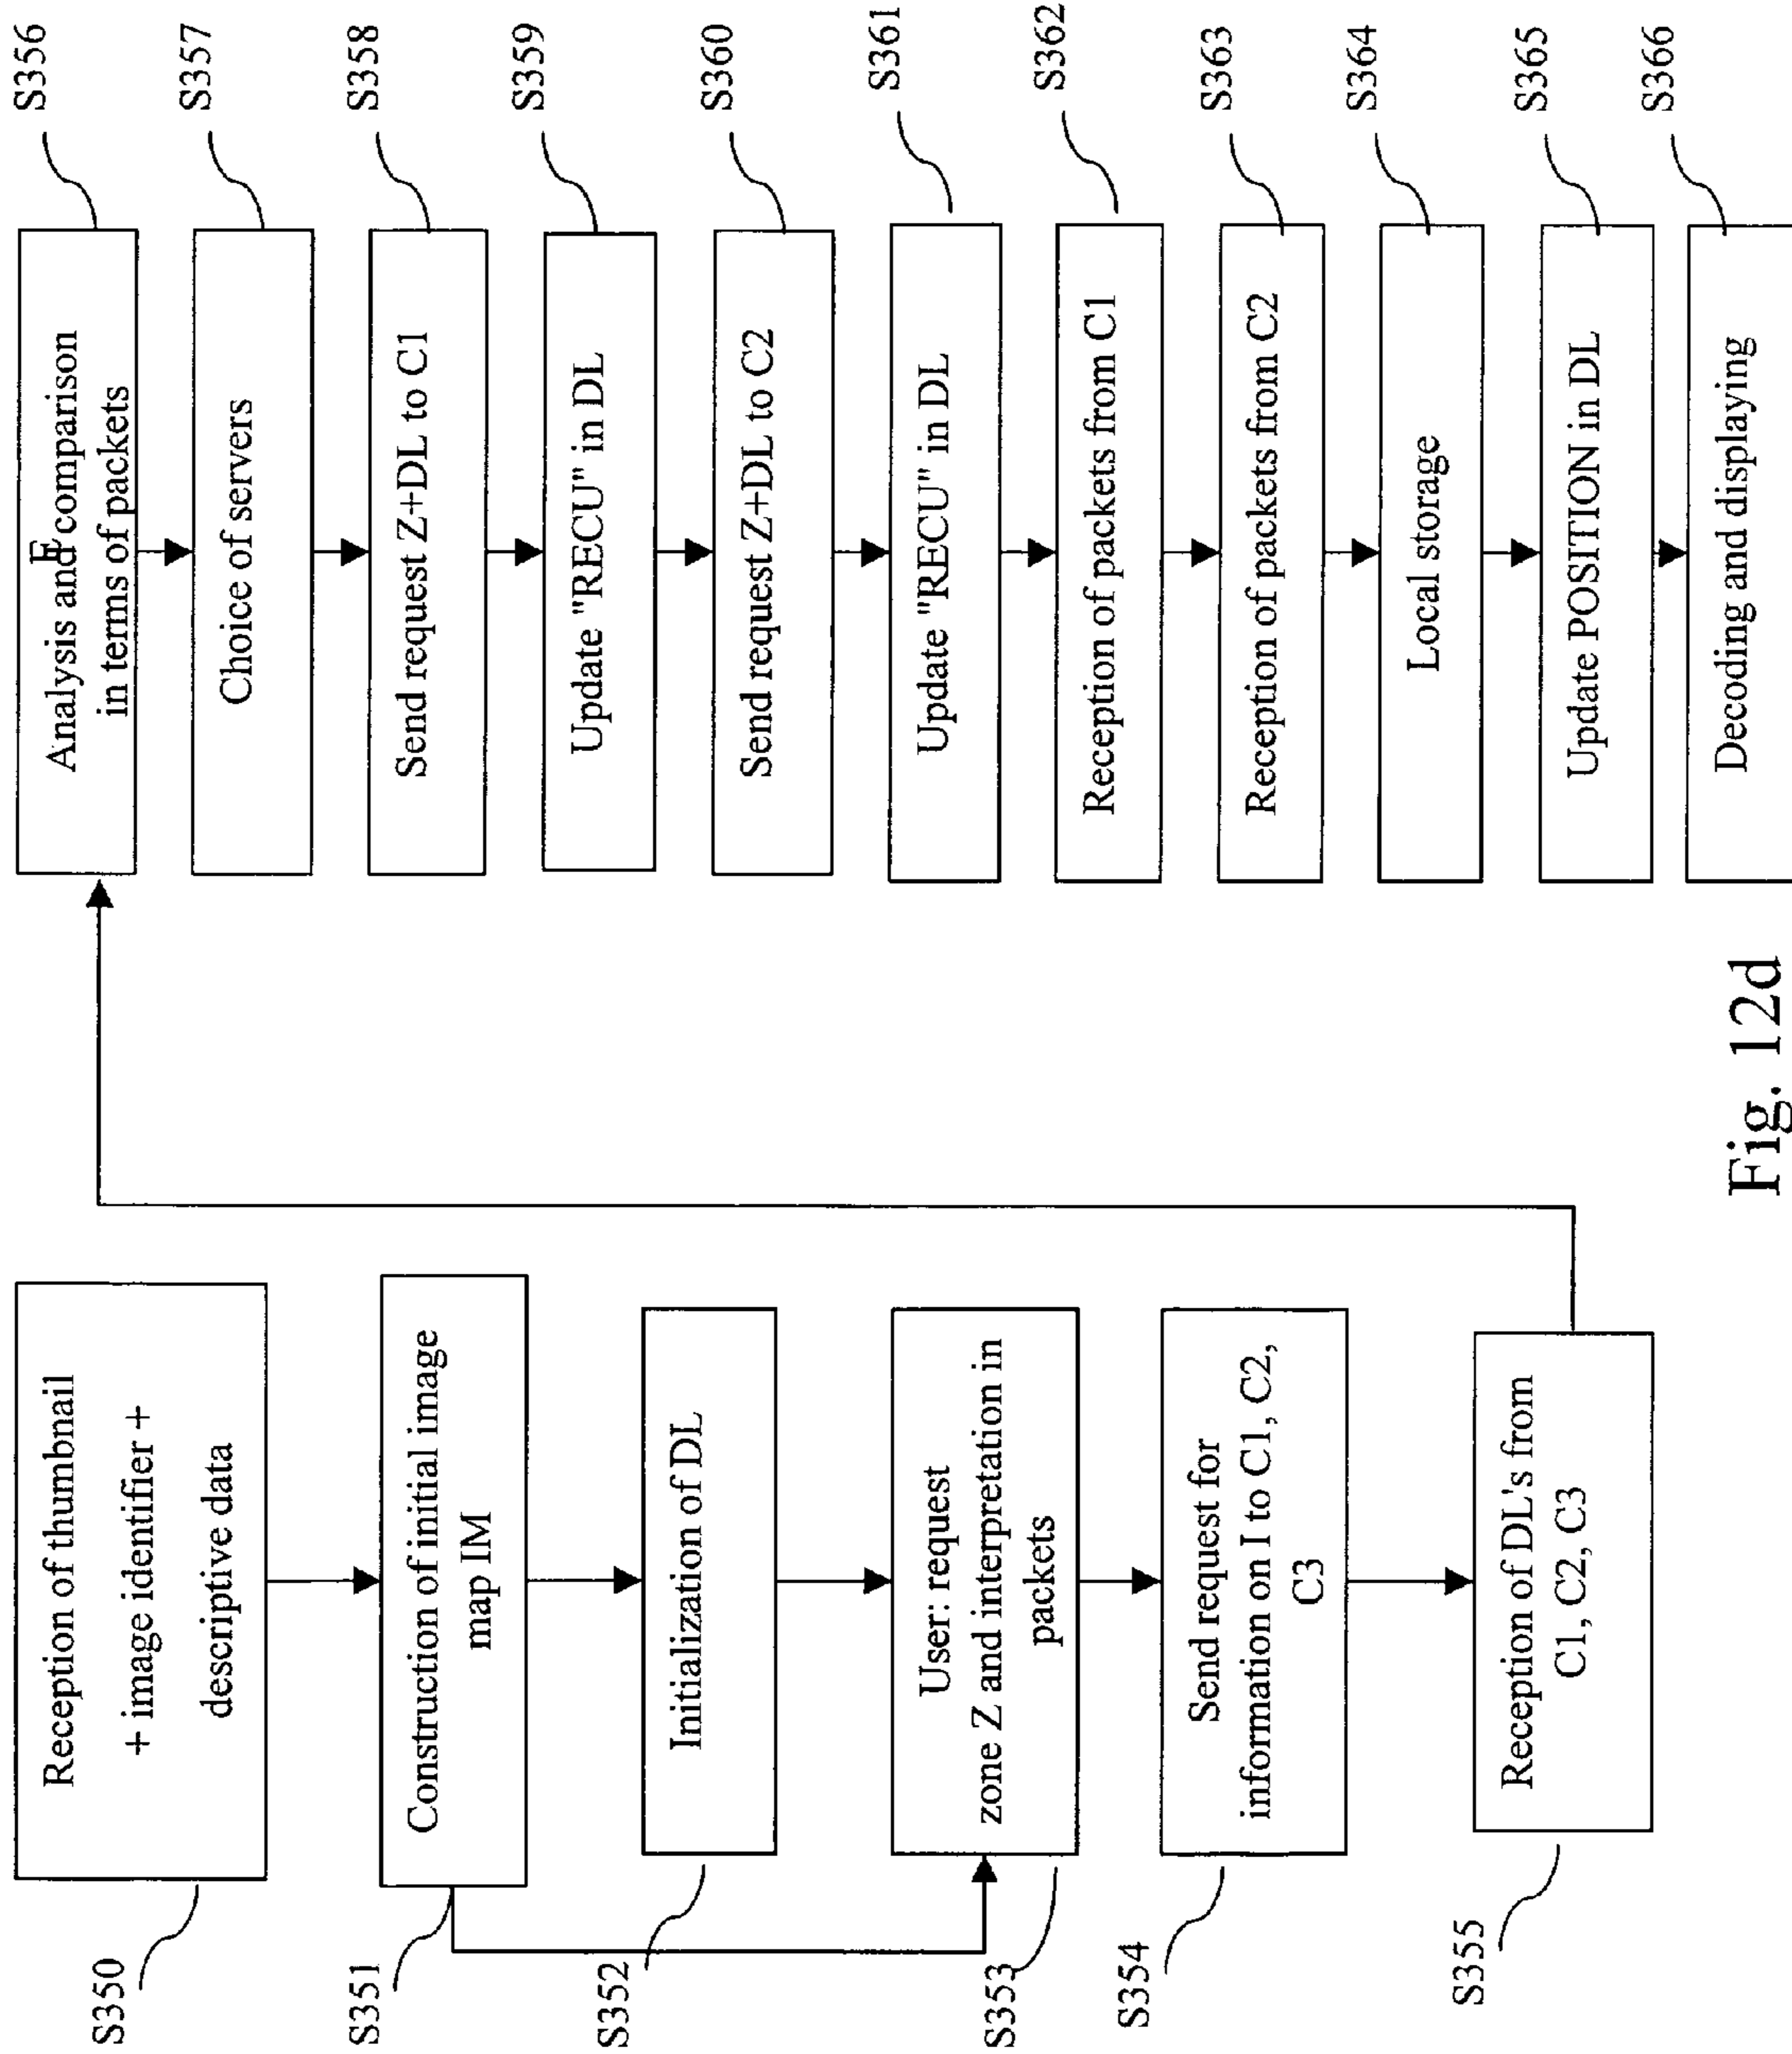 S350
Reception of thumbnail
+ image identifier +
descriptive data
S351
Construction of initial image
map IM
S352
Initialization of DL
S353
User: request
zone Z and interpretation in
packets
S354
Send request for
information on I to C1, C2,
C3
S355
Reception of DL's from
C1, C2, C3
E
Analysis and comparison
in terms of packets
S356
Choice of servers
S357
Send request Z+DL to C1
S358
Update "RECU" in DL
S359
Send request Z+DL to C2
S360
Update "RECU" in DL
S361
Reception of packets from C1
S362
Reception of packets from C2
S363
Local storage
S364
Update POSITION in DL
S365
Decoding and displaying
S366
Fig. 12d